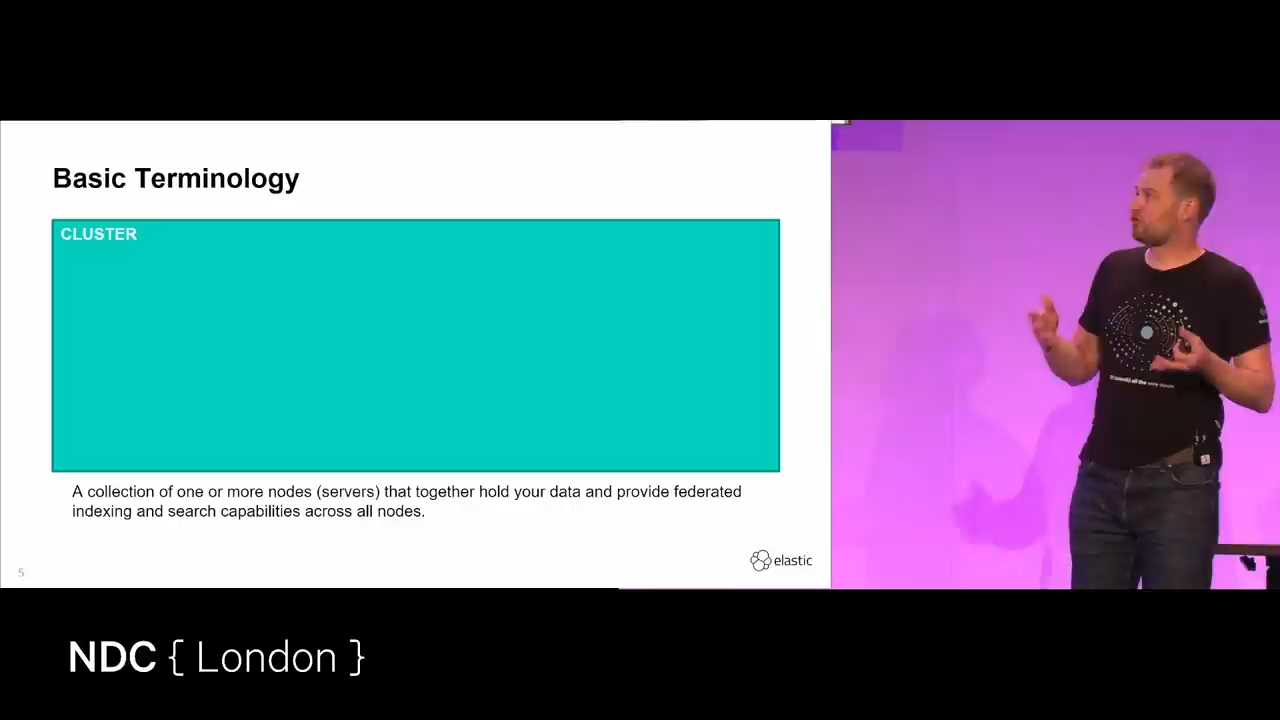 Basic Terminology
CLUSTER
A collection of one or more nodes (servers) that together hold your data and provide federated
indexing and search capabilities across all nodes.
elastic
5
NDC { London }